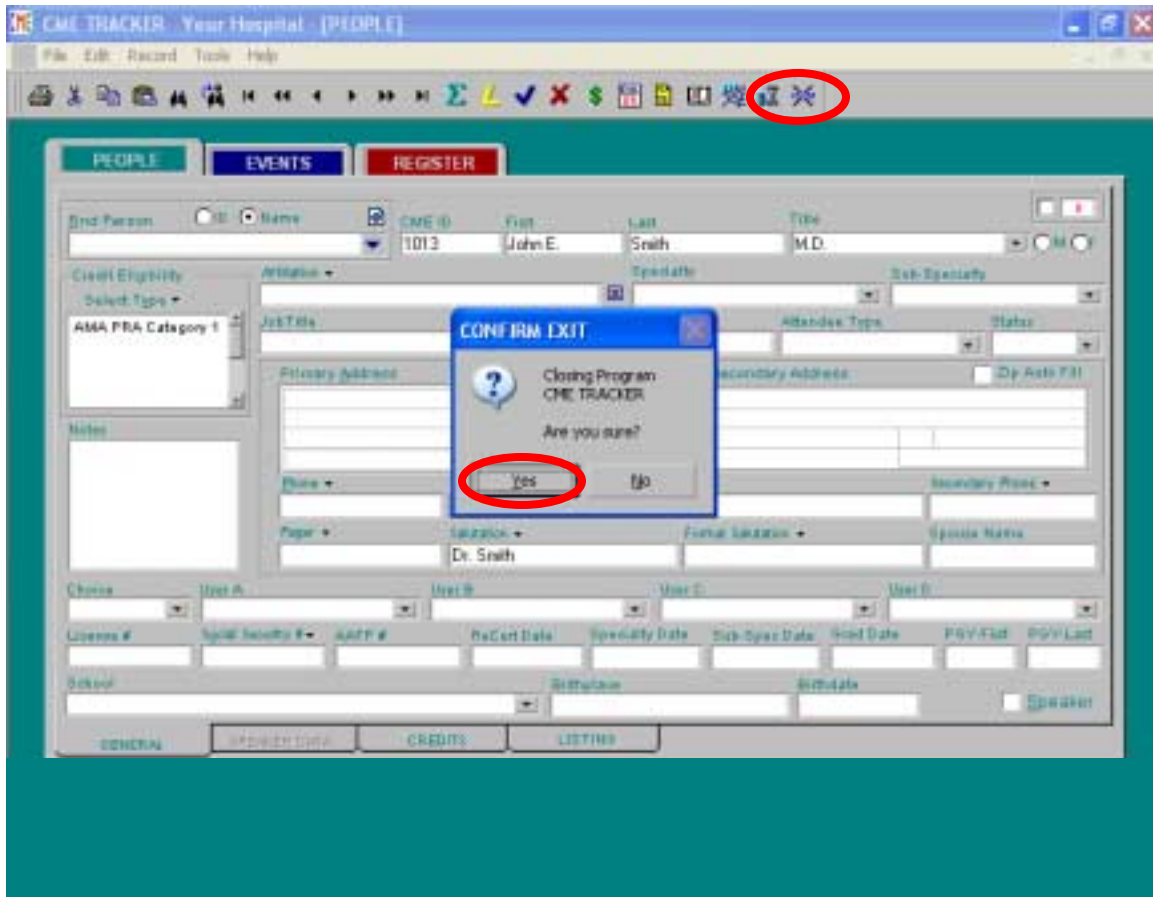 CME TRACKER Your Hospital - [PEOPLE]
File Edit Record Tools Help
PEOPLE EVENTS REGISTER
Find Person ID Name CME ID First Last Title
1013 John E. Smith M.D. M F
Credit Eligibility Affiliation Specialty Sub-Specialty
Select Type
AMA PRA Category 1 Job Title Attendee Type Status
Primary Address Secondary Address Zip Auto Fill
Notes
Phone Secondary Phone
Pager Salutation Formal Salutation Spouse Name
Dr. Smith
CONFIRM EXIT
Closing Program
CME TRACKER
Are you sure?
Yes No
Choice User A User B User C User D
License # Social Security # AAFP # ReCert Date Specialty Date Sub-Spec Date Grad Date PGY-First PGY-Last
School Birthplace Birthdate Speaker
GENERAL SPEAKER DATA CREDITS LISTING